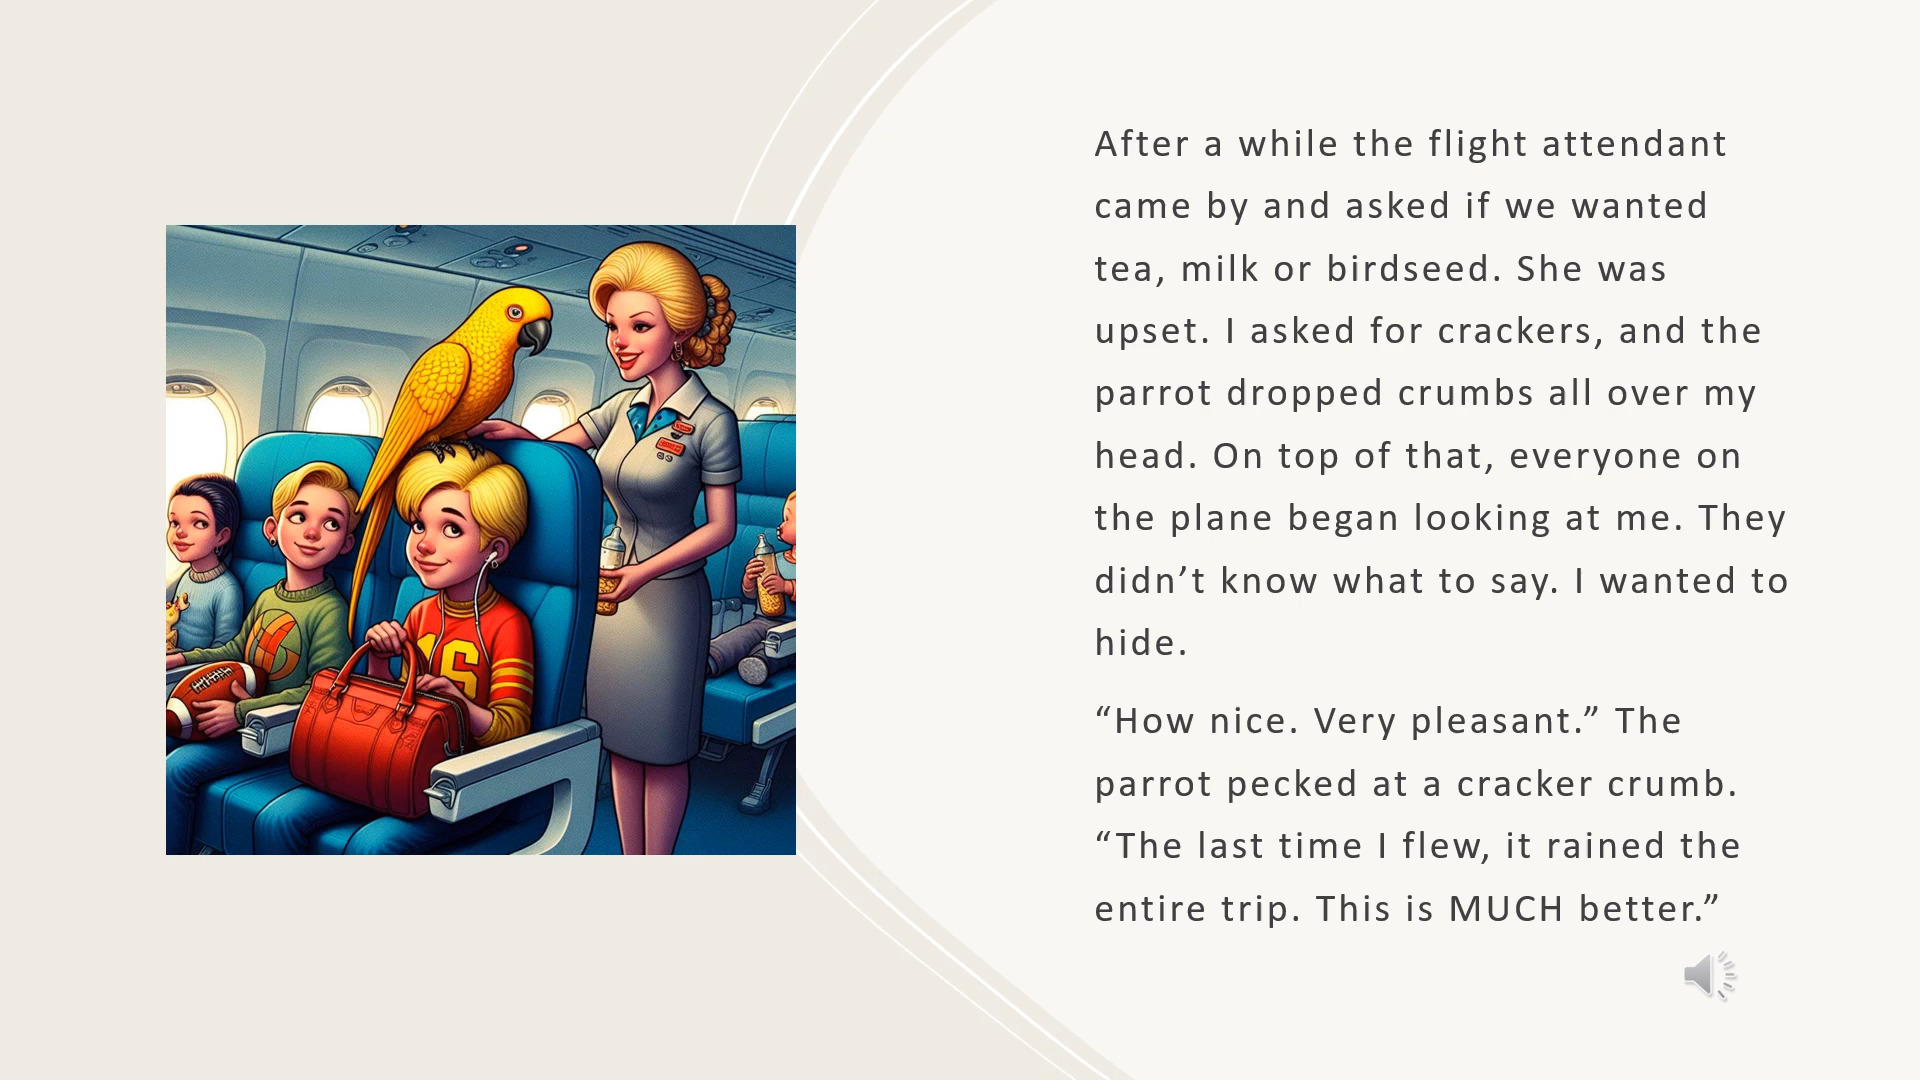 After a while the flight attendant
came by and asked if we wanted
tea, milk or birdseed. She was
upset. I asked for crackers, and the
parrot dropped crumbs all over my
head. On top of that, everyone on
the plane began looking at me. They
didn’t know what to say. I wanted to
hide.
“How nice. Very pleasant.” The
parrot pecked at a cracker crumb.
“The last time I flew, it rained the
entire trip. This is MUCH better.”